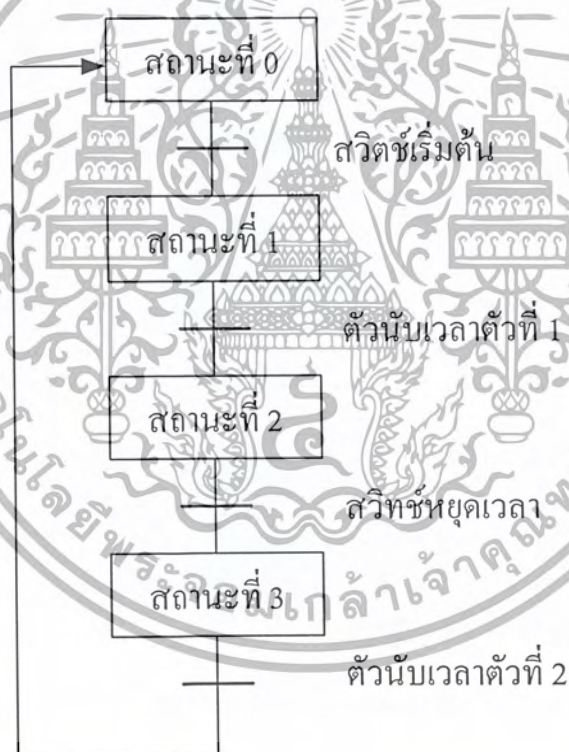 สถานะที่ 0
สวิตช์เริ่มต้น
สถานะที่ 1
ตัวนับเวลาตัวที่ 1
สถานะที่ 2
สวิทช์หยุดเวลา
สถานะที่ 3
ตัวนับเวลาตัวที่ 2